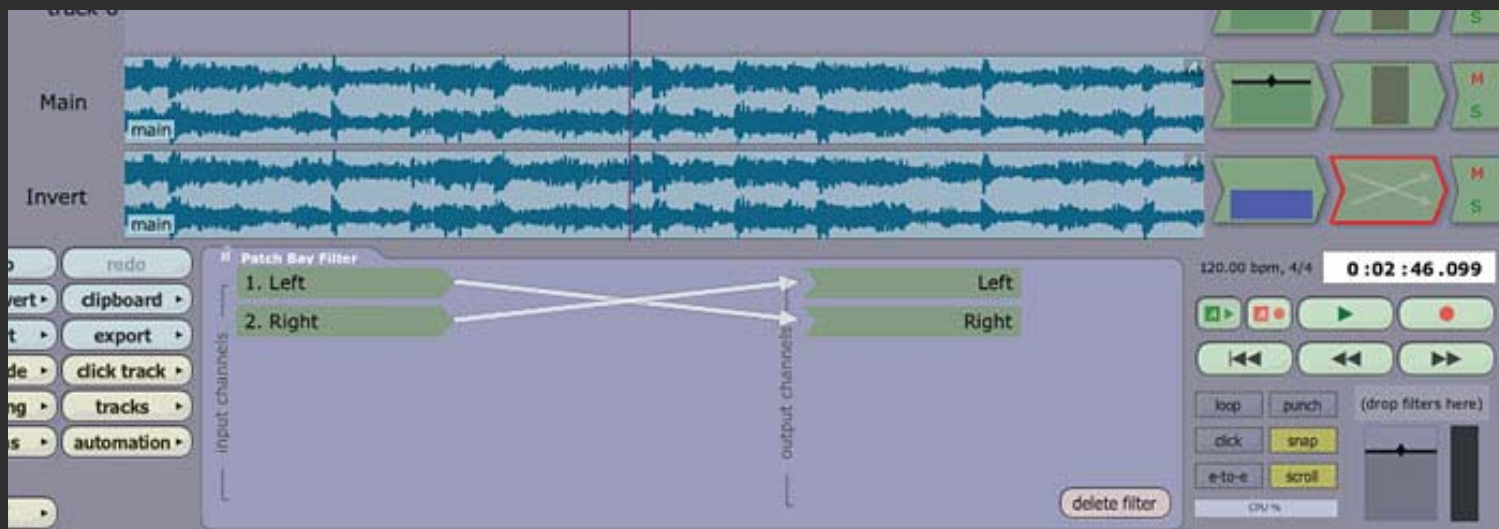 S
Main
main
M
S
Invert
main
M
S
redo
vert
clipboard
export
click track
tracks
automation
Patch Bay Filter
1. Left
2. Right
input channels
output channels
Left
Right
delete filter
120.00 bpm, 4/4
0:02:46.099
loop
punch
click
snap
e-to-e
scroll
CPU %
(drop filters here)